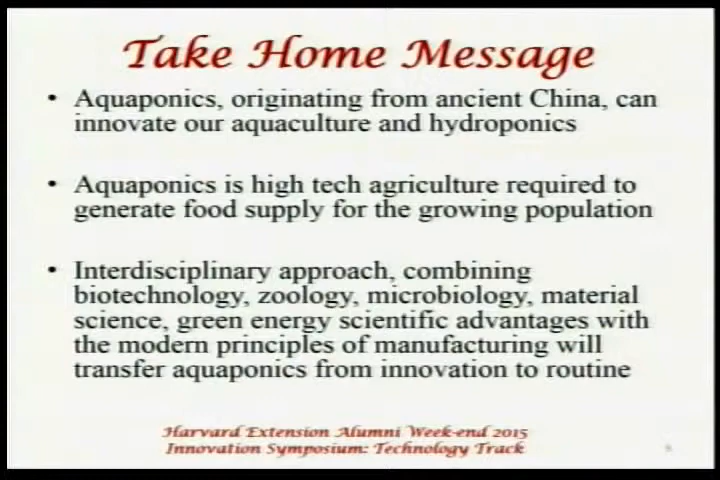 Take Home Message
• Aquaponics, originating from ancient China, can
innovate our aquaculture and hydroponics
• Aquaponics is high tech agriculture required to
generate food supply for the growing population
• Interdisciplinary approach, combining
biotechnology, zoology, microbiology, material
science, green energy scientific advantages with
the modern principles of manufacturing will
transfer aquaponics from innovation to routine
Harvard Extension Alumni Week-end 2015
Innovation Symposium: Technology Track